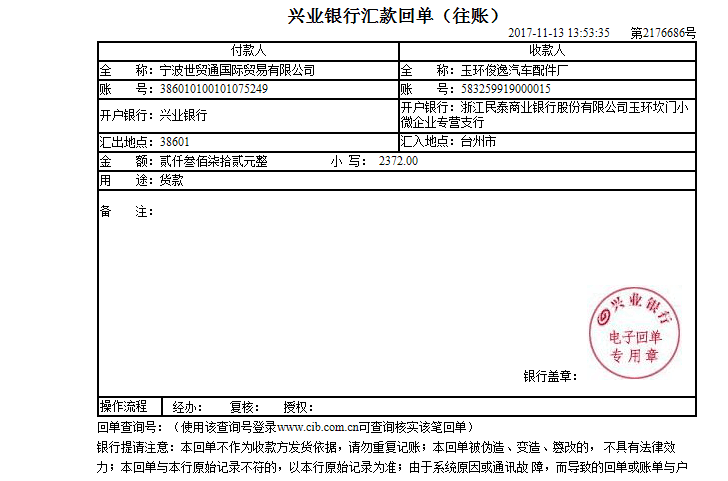 兴业银行汇款回单（往账）
2017-11-13 13:53:35 第2176686号
付款人 收款人
全 称：宁波世贸通国际贸易有限公司 全 称：玉环俊逸汽车配件厂
账 号：386010100101075249 账 号：583259919000015
开户银行：兴业银行 开户银行：浙江民泰商业银行股份有限公司玉环坎门小
微企业专营支行
汇出地点：38601 汇入地点：台州市
金 额：贰仟叁佰柒拾贰元整 小 写： 2372.00
用 途：货款
备 注：
兴业银行
电子回单
专用章
银行盖章：
操作流程 经办： 复核： 授权：
回单查询号：（使用该查询号登录www.cib.com.cn可查询核实该笔回单）
银行提请注意：本回单不作为收款方发货依据，请勿重复记账；本回单被伪造、变造、篡改的，不具有法律效
力；本回单与本行原始记录不符的，以本行原始记录为准；由于系统原因或通讯故 障，而导致的回单或账单与户